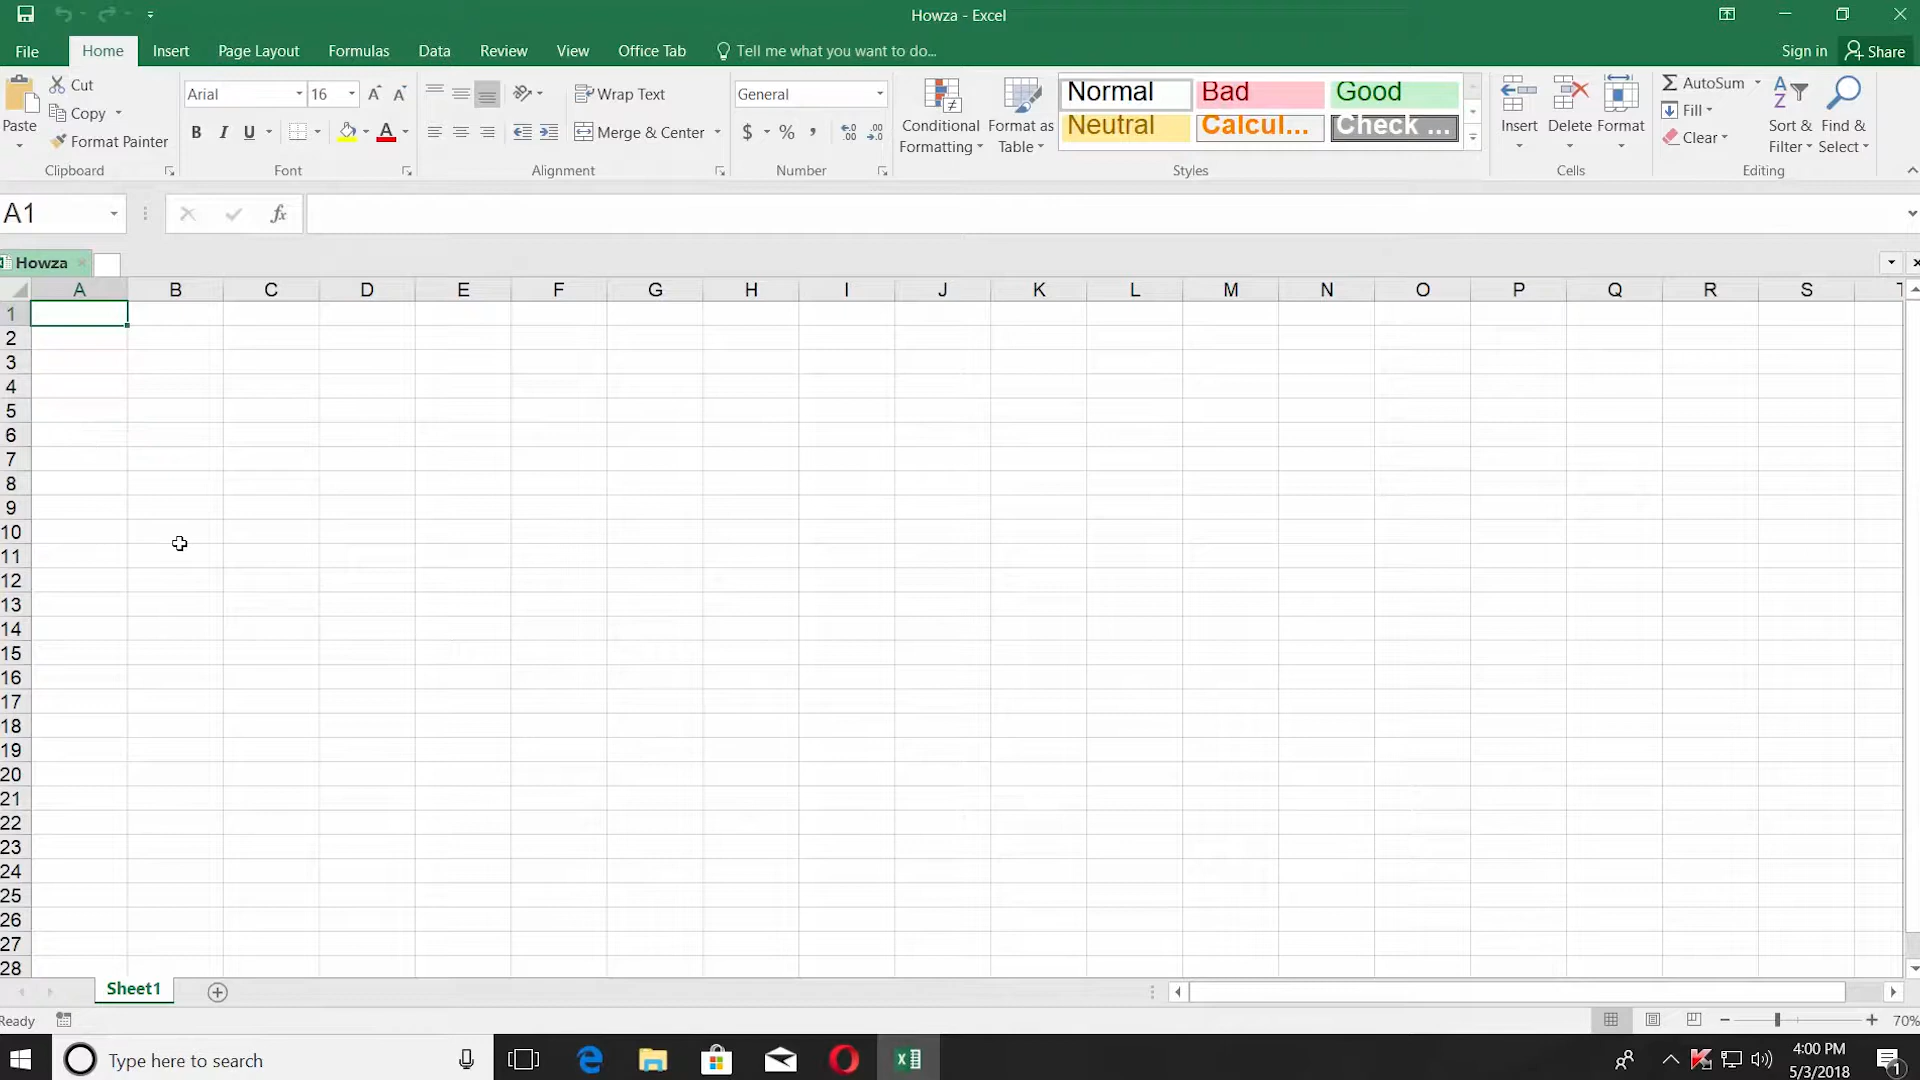 Howza - Excel
File Home Insert Page Layout Formulas Data Review View Office Tab Tell me what you want to do... Sign in Share
Paste
Cut
Copy
Format Painter
Clipboard
Arial 16
B I U A
Font
Wrap Text
Merge & Center
Alignment
General
$ % ,
Number
Conditional
Formatting
Format as
Table
Normal Bad Good
Neutral Calcul... Check ...
Styles
Insert Delete Format
Cells
AutoSum
Fill
Clear
Sort &
Filter
Find &
Select
Editing
A1 fx
Howza
A B C D E F G H I J K L M N O P Q R S
1
2
3
4
5
6
7
8
9
10
11
12
13
14
15
16
17
18
19
20
21
22
23
24
25
26
27
28
Sheet1
Ready 70%
Type here to search
4:00 PM
5/3/2018
1